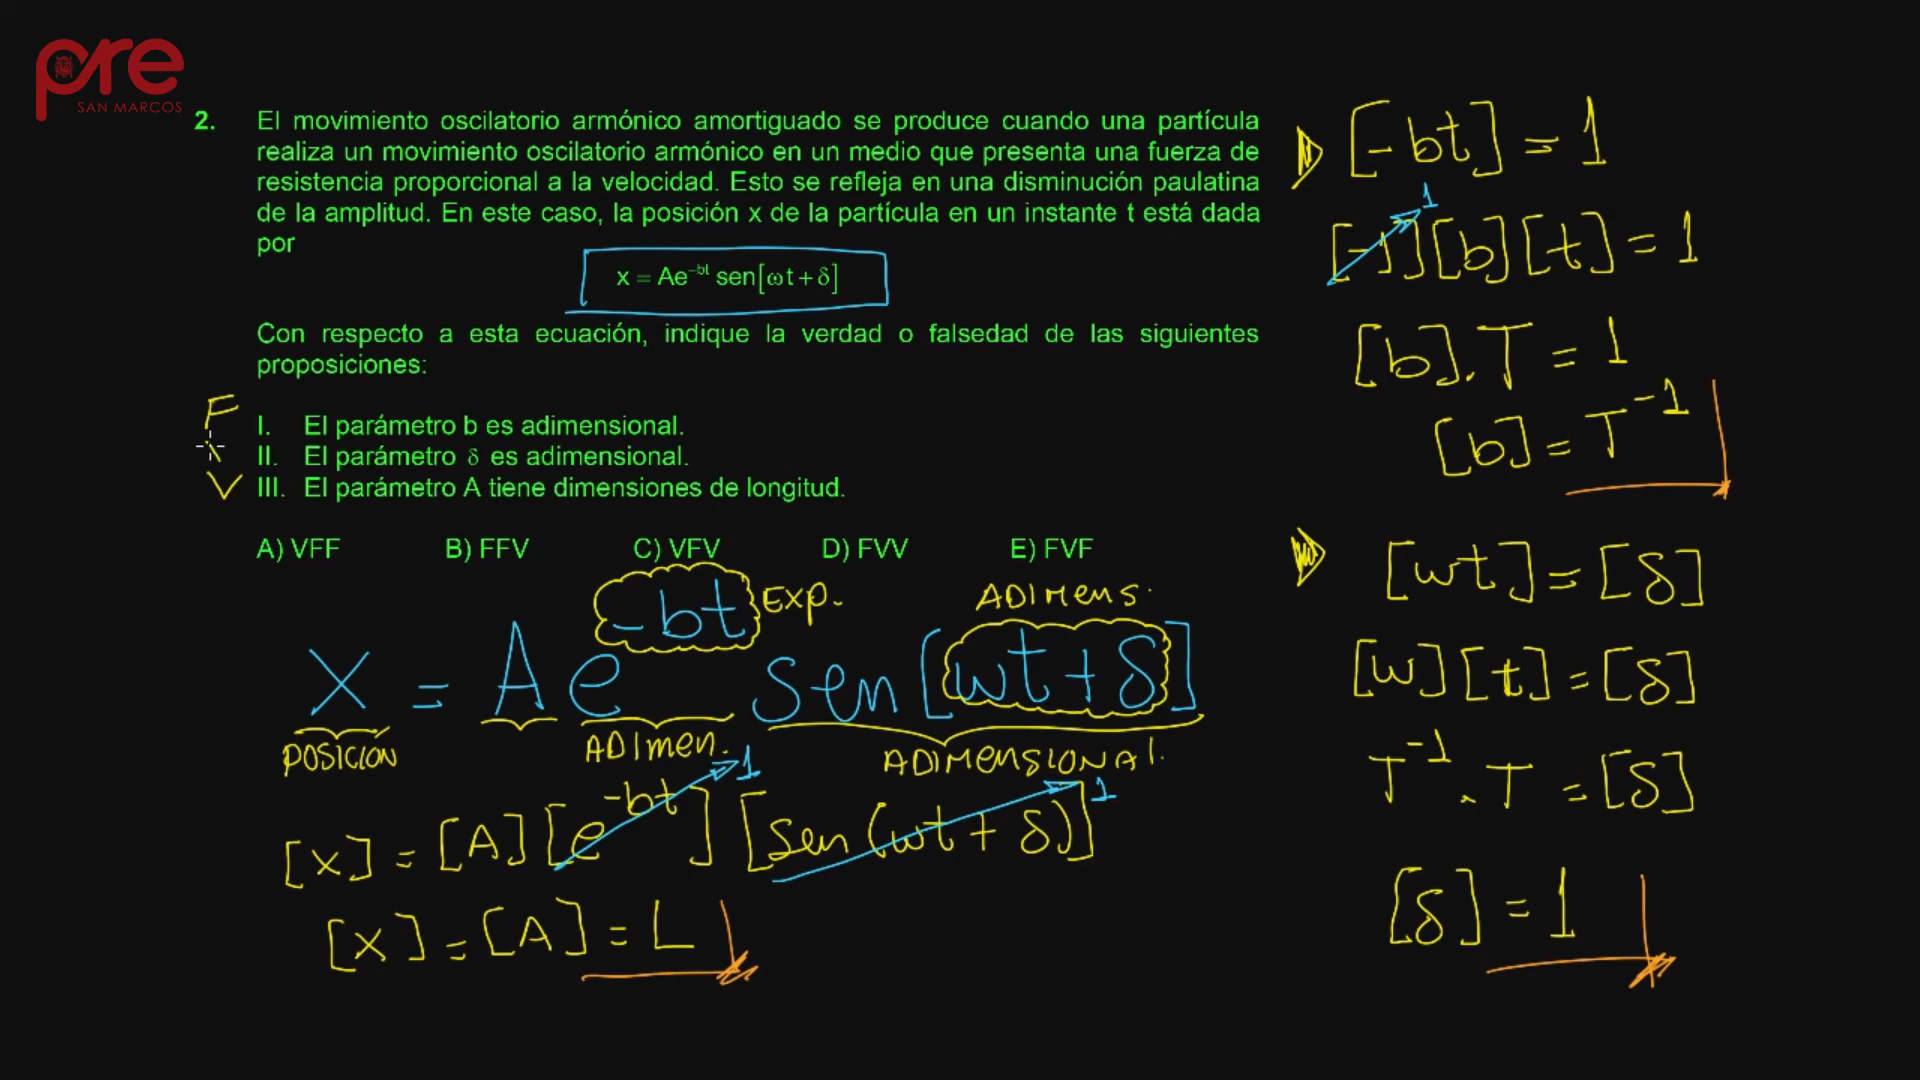 pre
SAN MARCOS
2. El movimiento oscilatorio armónico amortiguado se produce cuando una partícula
realiza un movimiento oscilatorio armónico en un medio que presenta una fuerza de
resistencia proporcional a la velocidad. Esto se refleja en una disminución paulatina
de la amplitud. En este caso, la posición x de la partícula en un instante t está dada
por
x = Ae^{-bt} sen[ωt + δ]
Con respecto a esta ecuación, indique la verdad o falsedad de las siguientes
proposiciones:
F I. El parámetro b es adimensional.
II. El parámetro δ es adimensional.
V III. El parámetro A tiene dimensiones de longitud.
A) VFF B) FFV C) VFV D) FVV E) FVF
EXP. ADIMENS.
X = A e^{-bt} sen[wt + δ]
POSICIÓN ADIMEN. ADIMENSIONAL.
[x] = [A] [e^{-bt}]^1 [sen(wt + δ)]^1
[x] = [A] = L
[-bt] = 1
[-1]^1 [b] [t] = 1
[b] . T = 1
[b] = T^{-1}
[wt] = [δ]
[w] [t] = [δ]
T^{-1} . T = [δ]
[δ] = 1